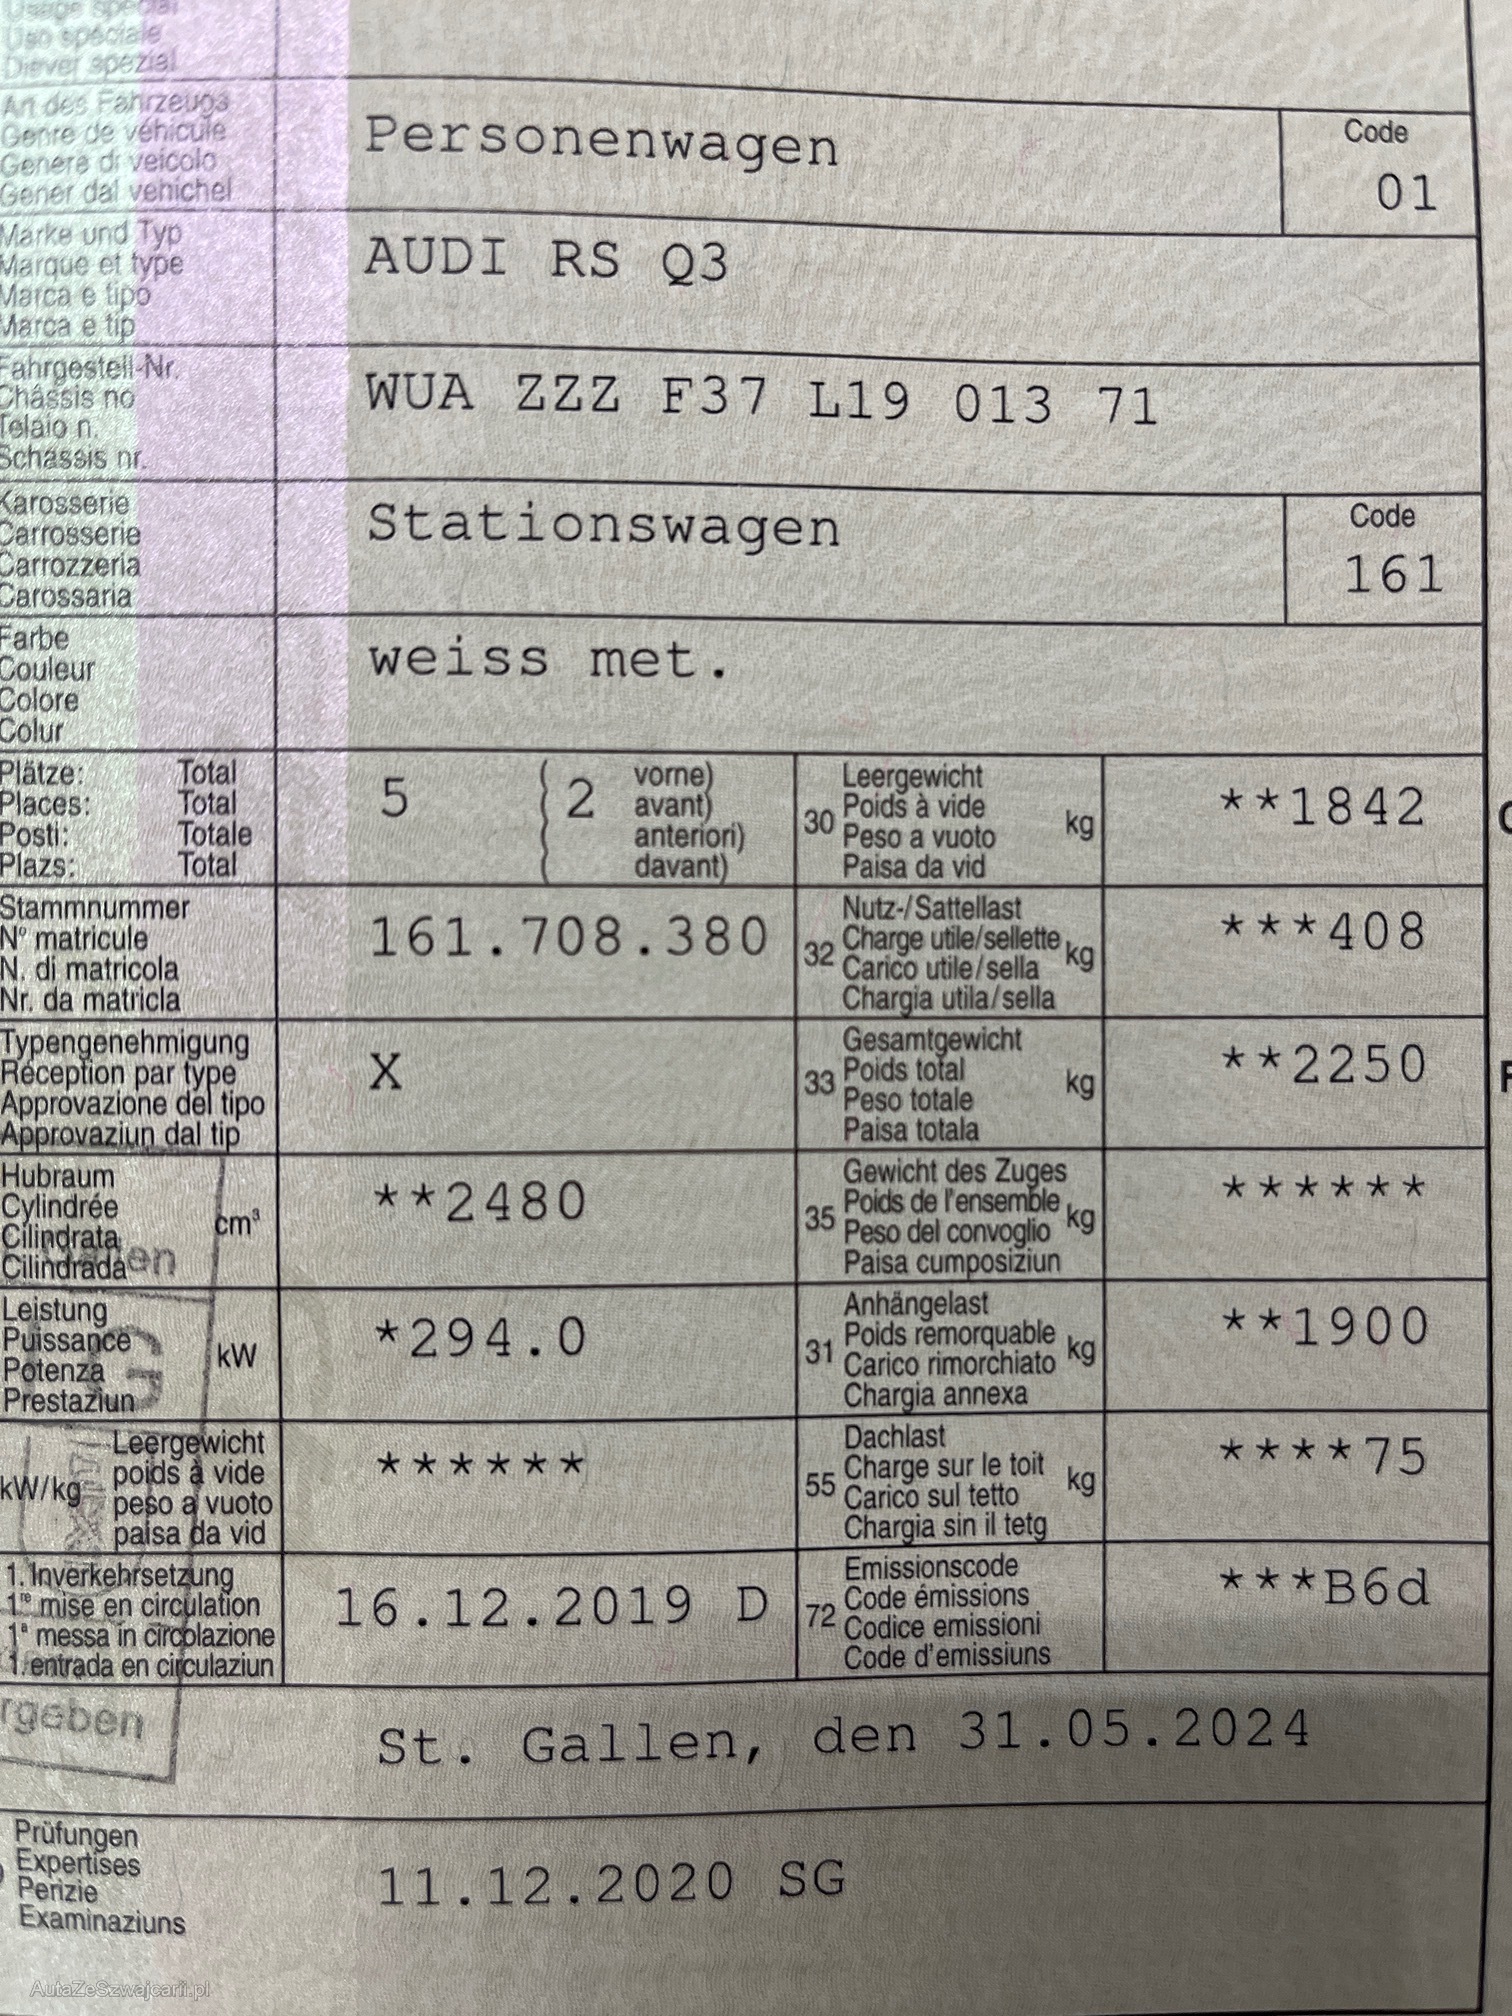 Usage spécial
Uso speciale
Diever spezial
Art des Fahrzeugs
Genre de véhicule
Genere di veicolo
Gener dal vehichel
Personenwagen
Code
01
Marke und Typ
Marque et type
Marca e tipo
Marca e tip
AUDI RS Q3
Fahrgestell-Nr.
Châssis no
Telaio n.
Schassis nr.
WUA ZZZ F37 L19 013 71
Karosserie
Carrosserie
Carrozzeria
Carossaria
Stationswagen
Code
161
Farbe
Couleur
Colore
Colur
weiss met.
Plätze: Total
Places: Total
Posti: Totale
Plazs: Total
5
2
vorne)
avant)
anteriori)
davant)
30
Leergewicht
Poids à vide
Peso a vuoto
Paisa da vid
kg
**1842
Stammnummer
N° matricule
N. di matricola
Nr. da matricla
161.708.380
32
Nutz-/Sattellast
Charge utile/sellette
Carico utile/sella
Chargia utila/sella
kg
***408
Typengenehmigung
Réception par type
Approvazione del tipo
Approvaziun dal tip
X
33
Gesamtgewicht
Poids total
Peso totale
Paisa totala
kg
**2250
Hubraum
Cylindrée
Cilindrata
Cilindrada
cm³
**2480
35
Gewicht des Zuges
Poids de l'ensemble
Peso del convoglio
Paisa cumposiziun
kg
******
Leistung
Puissance
Potenza
Prestaziun
kW
*294.0
31
Anhängelast
Poids remorquable
Carico rimorchiato
Chargia annexa
kg
**1900
kW/kg
Leergewicht
poids à vide
peso a vuoto
paisa da vid
******
55
Dachlast
Charge sur le toit
Carico sul tetto
Chargia sin il tetg
kg
****75
1. Inverkehrsetzung
1re mise en circulation
1a messa in circolazione
1. entrada en circulaziun
16.12.2019 D
72
Emissionscode
Code émissions
Codice emissioni
Code d'emissiuns
***B6d
rgeben
St. Gallen, den 31.05.2024
Prüfungen
Expertises
Perizie
Examinaziuns
11.12.2020 SG
AutaZeSzwajcarii.pl